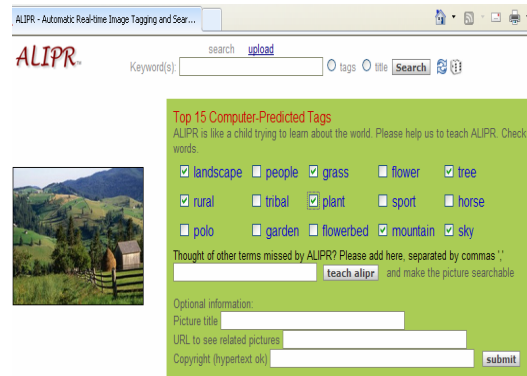 ALIPR - Automatic Real-time Image Tagging and Sear...
ALIPR™
search upload
Keyword(s): tags title Search
Top 15 Computer-Predicted Tags
ALIPR is like a child trying to learn about the world. Please help us to teach ALIPR. Check
words.
landscape people grass flower tree
rural tribal plant sport horse
polo garden flowerbed mountain sky
Thought of other terms missed by ALIPR? Please add here, separated by commas ','
teach alipr and make the picture searchable
Optional information:
Picture title
URL to see related pictures
Copyright (hypertext ok) submit